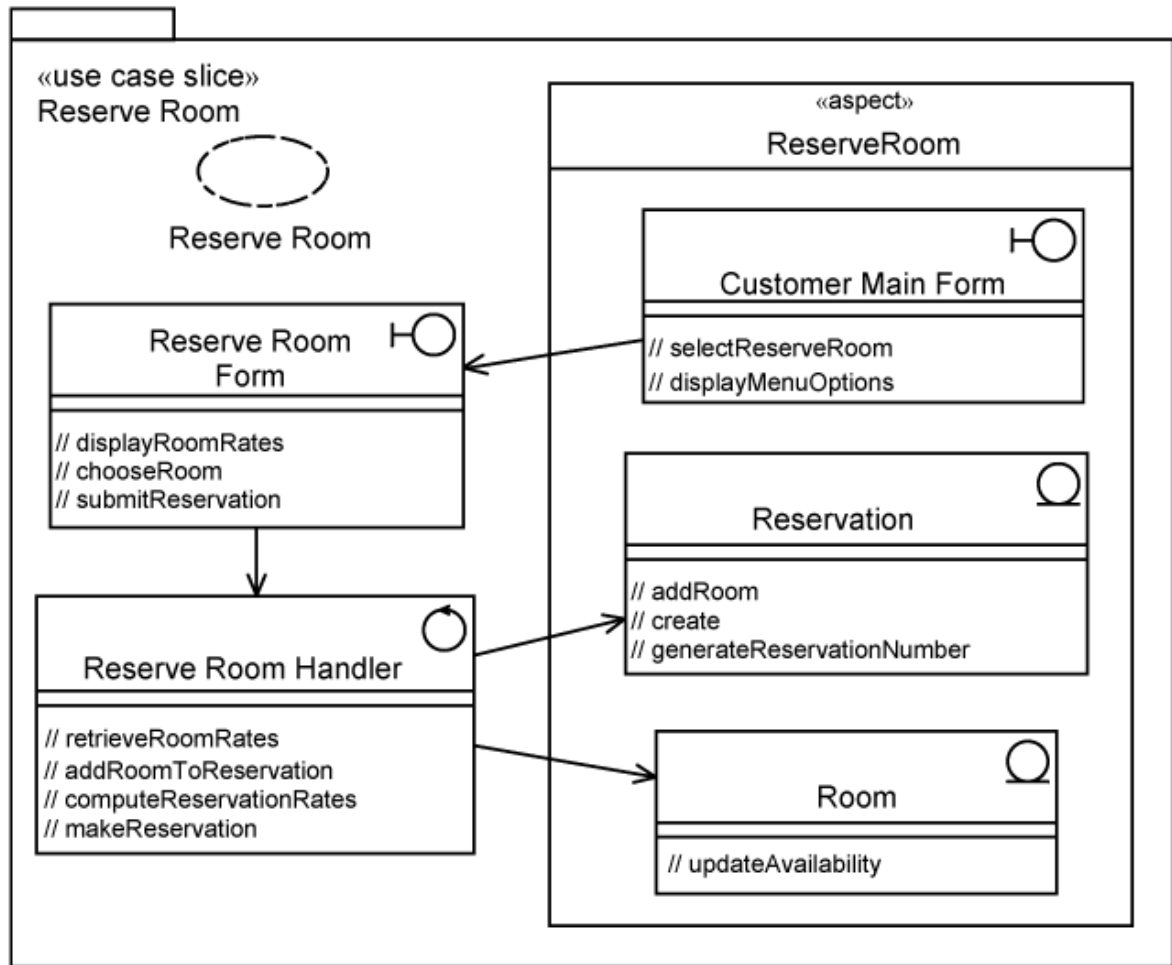 «use case slice»
Reserve Room
Reserve Room
Reserve Room
Form
// displayRoomRates
// chooseRoom
// submitReservation
Reserve Room Handler
// retrieveRoomRates
// addRoomToReservation
// computeReservationRates
// makeReservation
«aspect»
ReserveRoom
Customer Main Form
// selectReserveRoom
// displayMenuOptions
Reservation
// addRoom
// create
// generateReservationNumber
Room
// updateAvailability